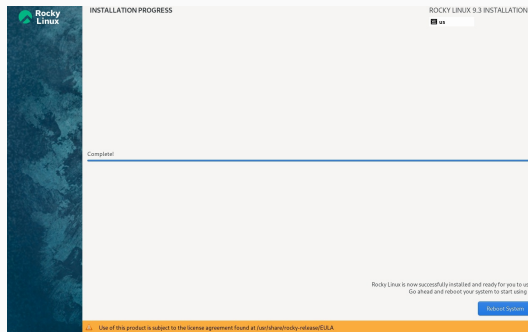 Rocky
Linux
INSTALLATION PROGRESS
ROCKY LINUX 9.3 INSTALLATION
us
Complete!
Rocky Linux is now successfully installed and ready for you to us
Go ahead and reboot your system to start using
Reboot System
Use of this product is subject to the license agreement found at /usr/share/rocky-release/EULA